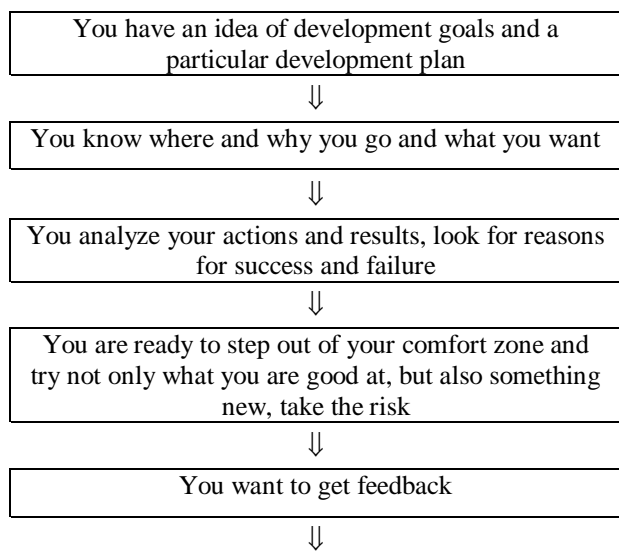 You have an idea of development goals and a
particular development plan
⇓
You know where and why you go and what you want
⇓
You analyze your actions and results, look for reasons
for success and failure
⇓
You are ready to step out of your comfort zone and
try not only what you are good at, but also something
new, take the risk
⇓
You want to get feedback
⇓